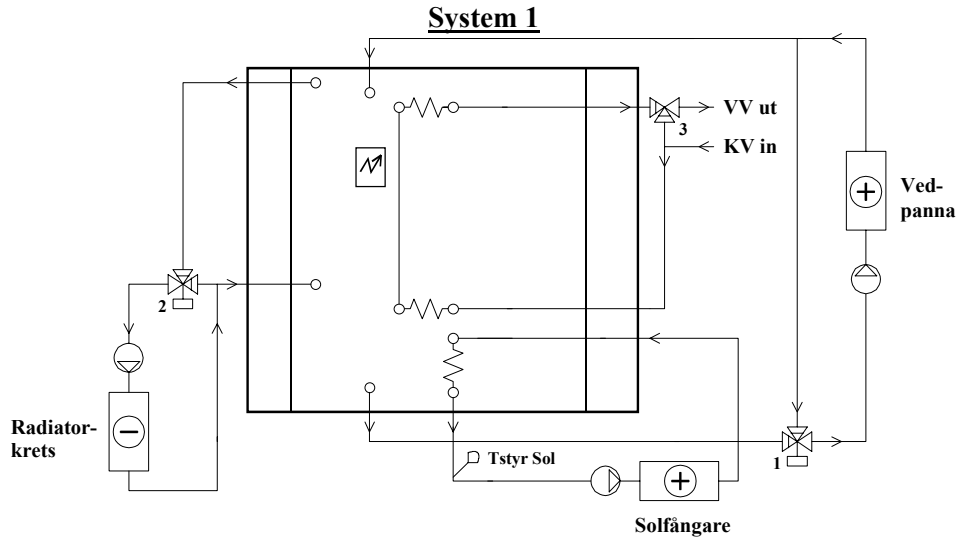 System 1
VV ut
3
KV in
Ved-
panna
2
Radiator-
krets
Tstyr Sol
1
Solfångare